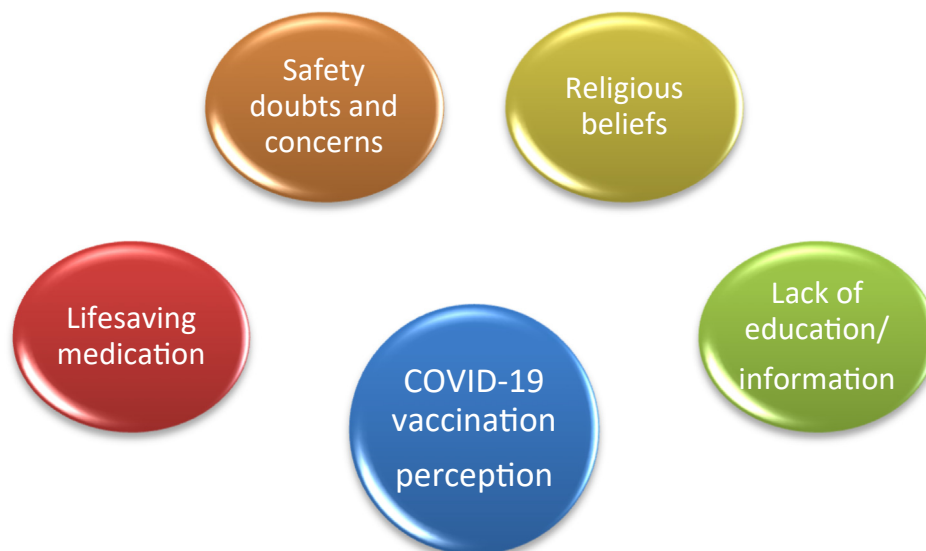 Safety
doubts and
concerns
Religious
beliefs
Lifesaving
medication
COVID-19
vaccination
perception
Lack of
education/
information